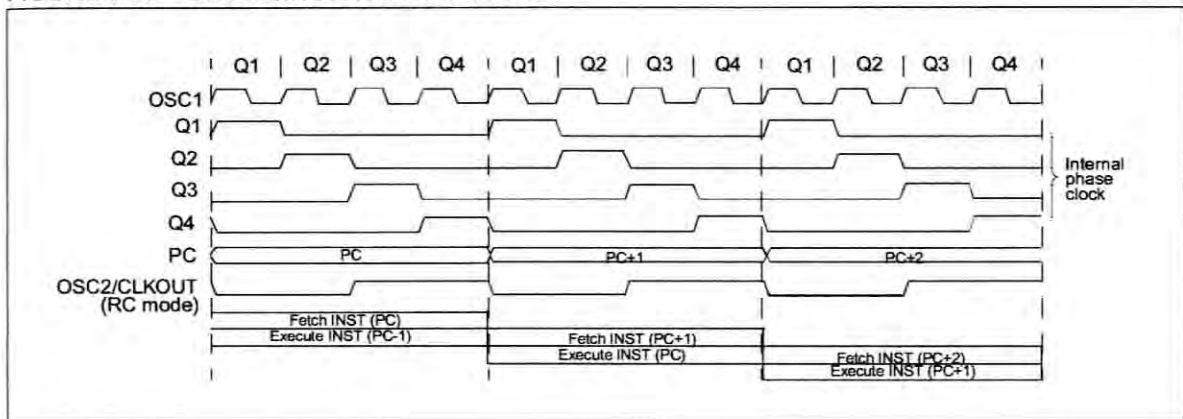 Q1 | Q2 | Q3 | Q4 | Q1 | Q2 | Q3 | Q4 | Q1 | Q2 | Q3 | Q4
OSC1
Q1
Q2
Q3
Q4
Internal
phase
clock
PC
PC
PC+1
PC+2
OSC2/CLKOUT
(RC mode)
Fetch INST (PC)
Execute INST (PC-1)
Fetch INST (PC+1)
Execute INST (PC)
Fetch INST (PC+2)
Execute INST (PC+1)